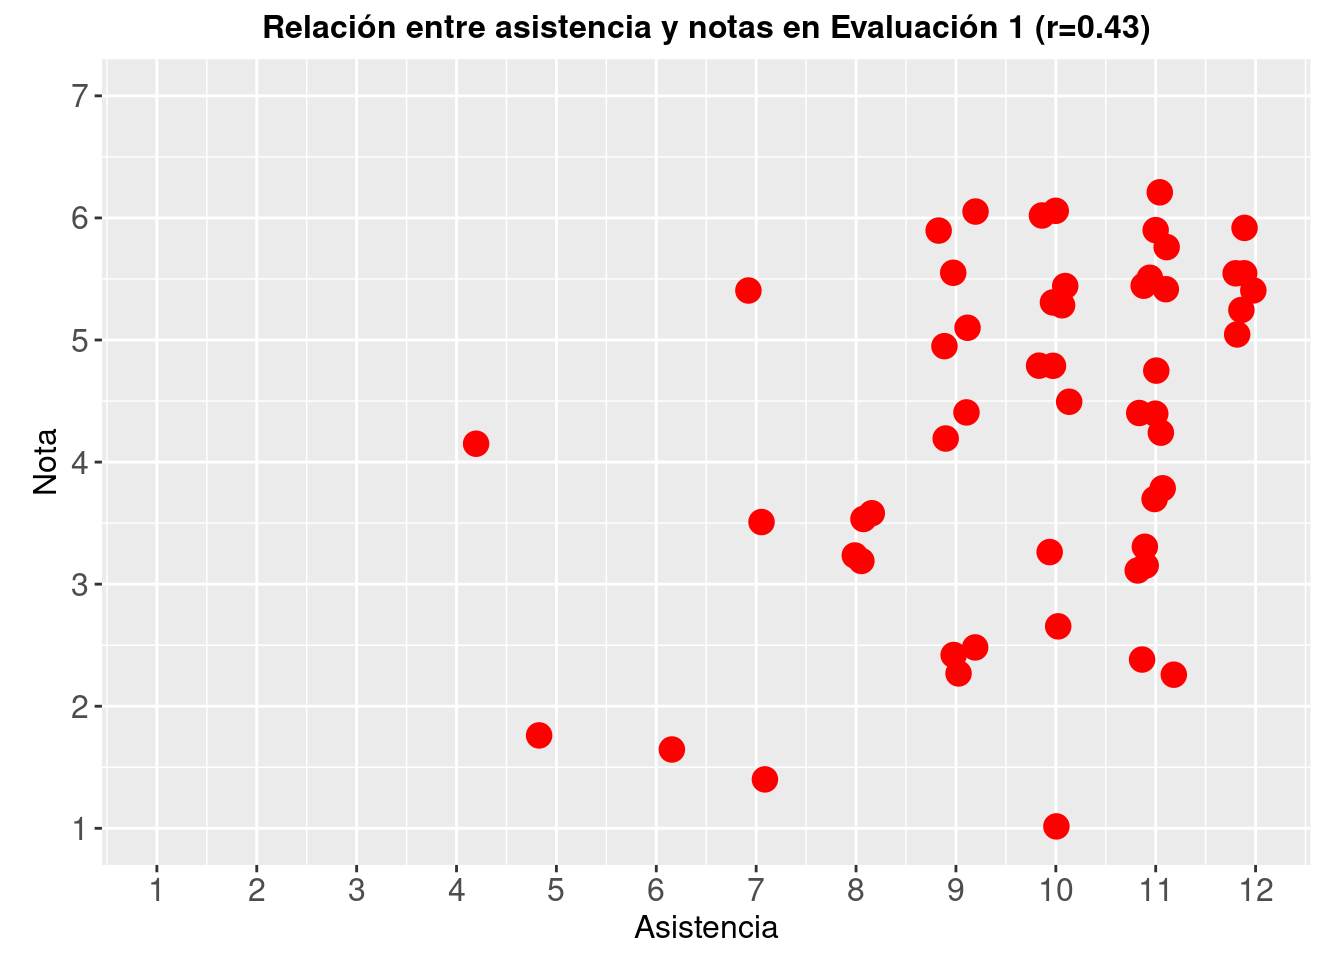 Relación entre asistencia y notas en Evaluación 1 (r=0.43)
7
6
5
4
3
2
1
Nota
1 2 3 4 5 6 7 8 9 10 11 12
Asistencia